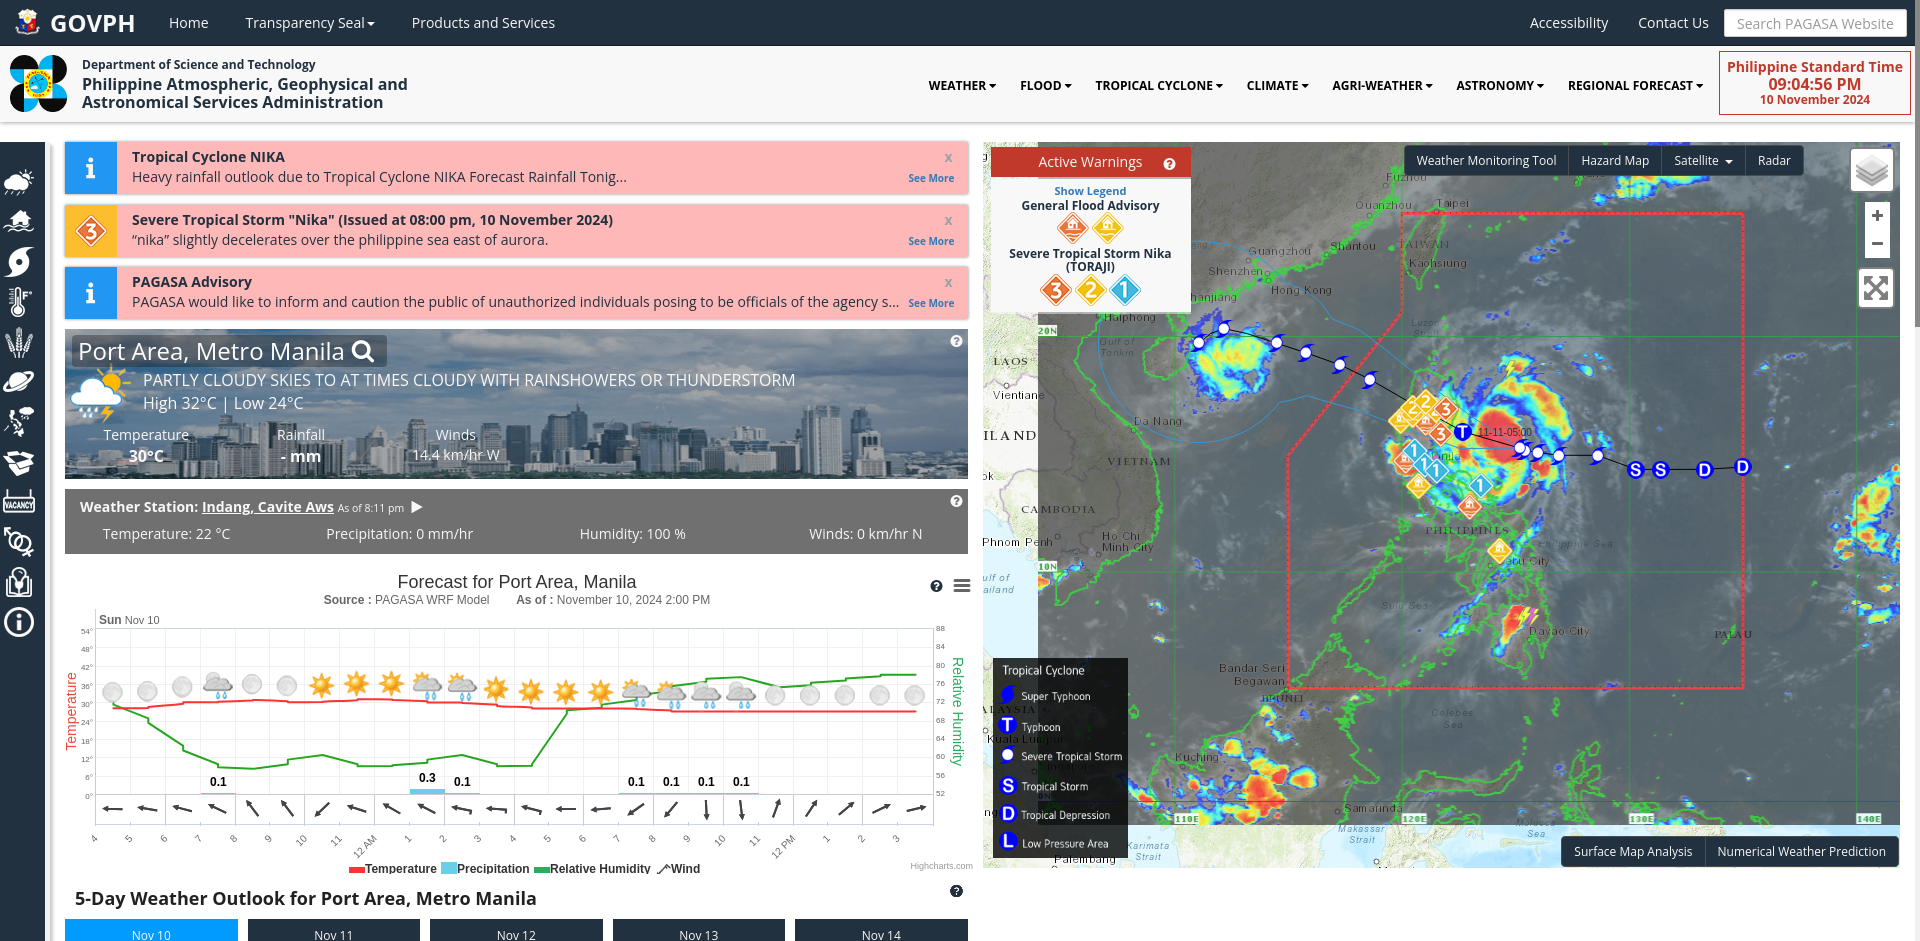 GOVPH
Home
Transparency Seal
Products and Services
Accessibility
Contact Us
Search PAGASA Website
Department of Science and Technology
Philippine Atmospheric, Geophysical and
Astronomical Services Administration
WEATHER
FLOOD
TROPICAL CYCLONE
CLIMATE
AGRI-WEATHER
ASTRONOMY
REGIONAL FORECAST
Philippine Standard Time
09:04:56 PM
10 November 2024
Tropical Cyclone NIKA
x
Heavy rainfall outlook due to Tropical Cyclone NIKA Forecast Rainfall Tonig...
See More
3
Severe Tropical Storm "Nika" (Issued at 08:00 pm, 10 November 2024)
x
“nika” slightly decelerates over the philippine sea east of aurora.
See More
PAGASA Advisory
x
PAGASA would like to inform and caution the public of unauthorized individuals posing to be officials of the agency s...
See More
Port Area, Metro Manila
PARTLY CLOUDY SKIES TO AT TIMES CLOUDY WITH RAINSHOWERS OR THUNDERSTORM
High 32°C | Low 24°C
Temperature
30°C
Rainfall
- mm
Winds
14.4 km/hr W
Weather Station: Indang, Cavite Aws As of 8:11 pm
Temperature: 22 °C
Precipitation: 0 mm/hr
Humidity: 100 %
Winds: 0 km/hr N
VACANCY
Forecast for Port Area, Manila
Source : PAGASA WRF Model As of : November 10, 2024 2:00 PM
Sun Nov 10
Temperature
54°
48°
42°
36°
30°
24°
18°
12°
6°
0°
88
84
80
76
72
68
64
60
56
52
Relative Humidity
0.1
0.3
0.1
0.1
0.1
0.1
0.1
4 5 6 7 8 9 10 11 12 AM 1 2 3 4 5 6 7 8 9 10 11 12 PM 1 2 3
Temperature Precipitation Relative Humidity Wind
Highcharts.com
5-Day Weather Outlook for Port Area, Metro Manila
Nov 10
Nov 11
Nov 12
Nov 13
Nov 14
Active Warnings
Show Legend
General Flood Advisory
Severe Tropical Storm Nika
(TORAJI)
3
2
1
Weather Monitoring Tool
Hazard Map
Satellite
Radar
+
−
Fuzhou
Quanzhou
Taipei
TAIWAN
Kaohsiung
Guangzhou
Shantou
Shenzhen
Hong Kong
Haiphong
Gulf of
Tonkin
20N
LAOS
Vientiane
Da Nang
VIETNAM
CAMBODIA
Phnom Penh
Ho Chi
Minh City
10N
PHILIPPINES
Philippine Sea
Sulu Sea
Davao City
PALAU
11-11-05:00
T
S
S
D
D
Bandar Seri
Begawan
BRUNEI
Celebes
Sea
Kuching
Samarinda
110E
120E
130E
140E
Makassar
Strait
Molucca
Sea
Karimata
Strait
Palembang
Tropical Cyclone
Super Typhoon
T Typhoon
Severe Tropical Storm
S Tropical Storm
D Tropical Depression
L Low Pressure Area
Surface Map Analysis
Numerical Weather Prediction